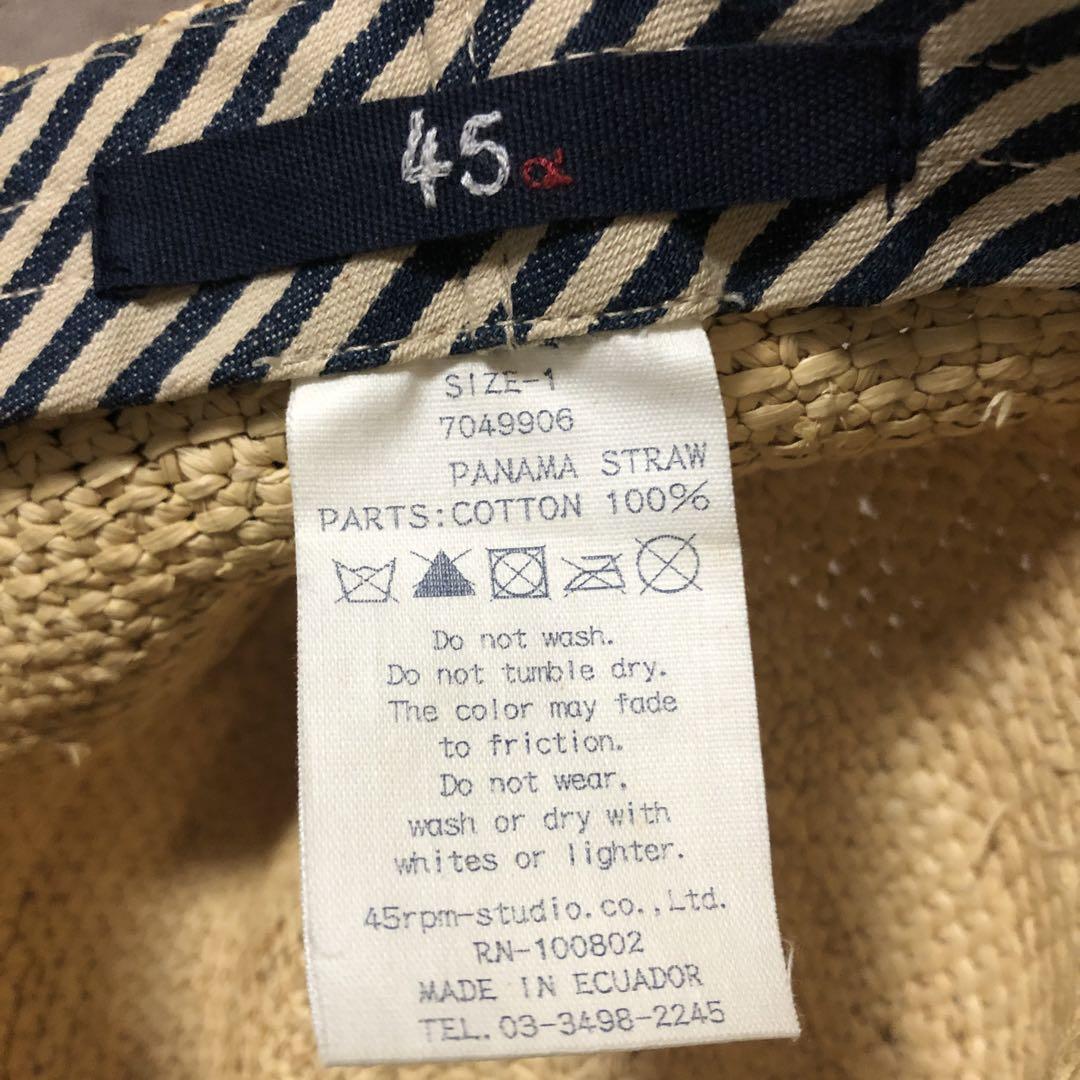 45α
SIZE-1
7049906
PANAMA STRAW
PARTS:COTTON 100%
Do not wash.
Do not tumble dry.
The color may fade
to friction.
Do not wear,
wash or dry with
whites or lighter.
45rpm-studio.co.,Ltd.
RN-100802
MADE IN ECUADOR
TEL.03-3498-2245